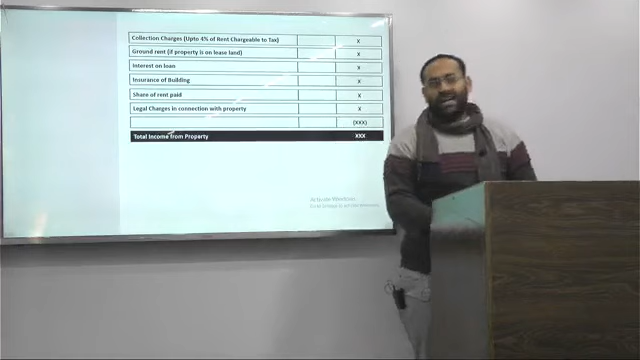 Collection Charges (Upto 4% of Rent Chargeable to Tax) X
Ground rent (if property is on lease land) X
Interest on loan X
Insurance of Building X
Share of rent paid X
Legal Charges in connection with property X
(XXX)
Total Income from Property XXX
Activate Windows